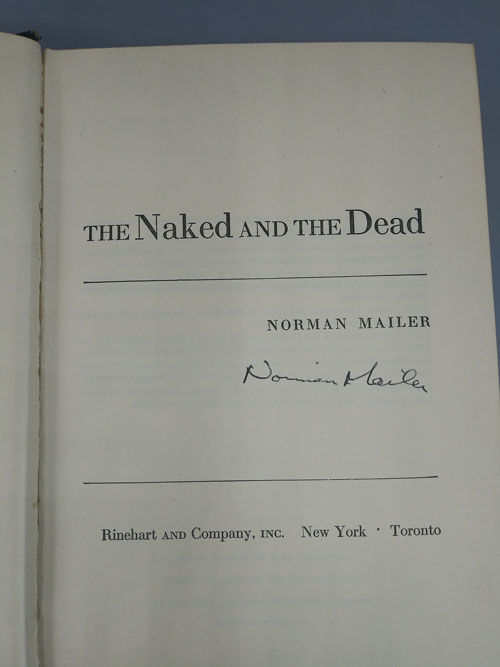 THE Naked AND THE Dead
NORMAN MAILER
Norman Mailer
Rinehart AND Company, INC. New York · Toronto